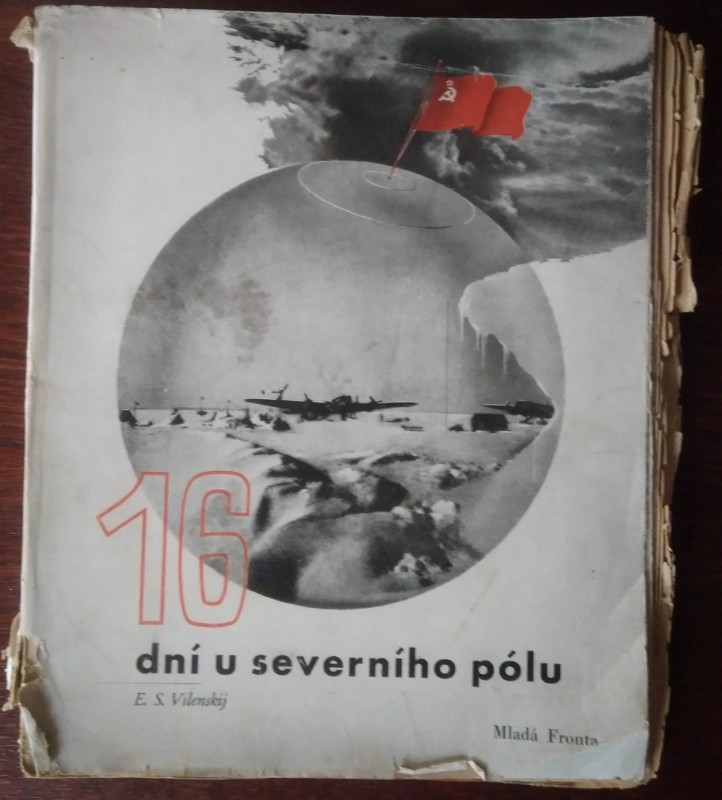 16
dní u severního pólu
E. S. Vilenskij
Mladá Fronta